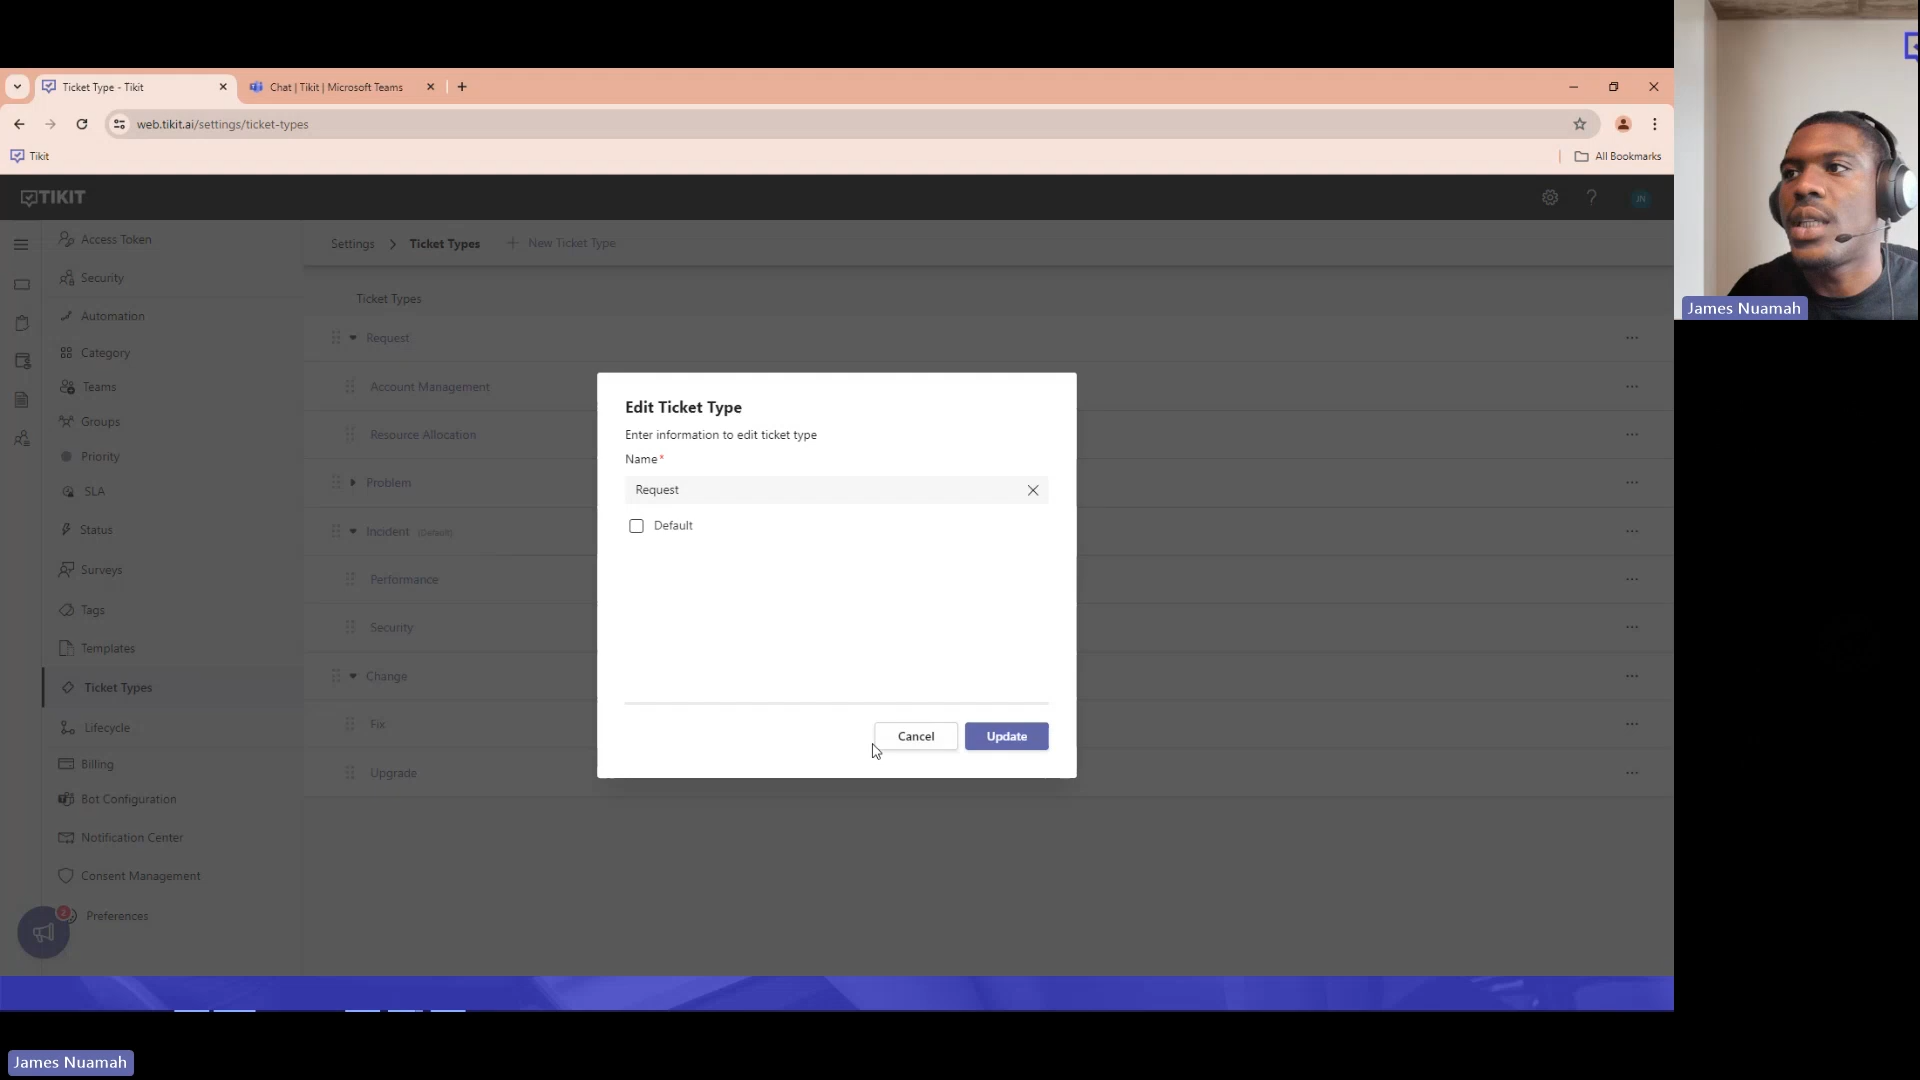 Ticket Type - Tikit
Chat | Tikit | Microsoft Teams
web.tikit.ai/settings/ticket-types
Tikit
All Bookmarks
TIKIT
JN
Access Token
Security
Automation
Category
Teams
Groups
Priority
SLA
Status
Surveys
Tags
Templates
Ticket Types
Lifecycle
Billing
Bot Configuration
Notification Center
Consent Management
2
Preferences
Settings > Ticket Types + New Ticket Type
Ticket Types
Request
Account Management
Resource Allocation
Problem
Incident (Default)
Performance
Security
Change
Fix
Upgrade
Edit Ticket Type
Enter information to edit ticket type
Name*
Request
Default
Cancel
Update
James Nuamah
James Nuamah